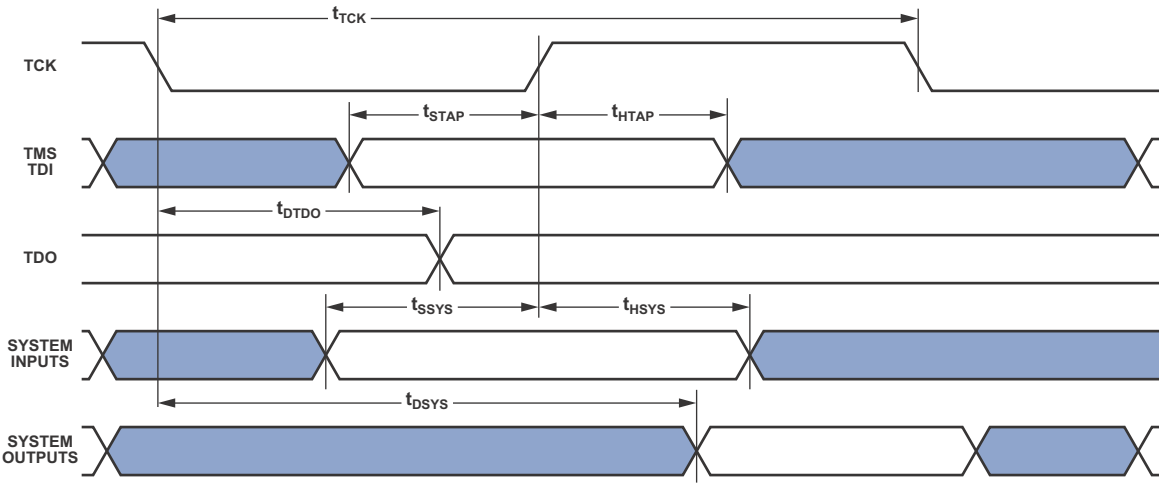 tTCK
TCK
tSTAP
tHTAP
TMS
TDI
tDTDO
TDO
tSSYS
tHSYS
SYSTEM
INPUTS
tDSYS
SYSTEM
OUTPUTS